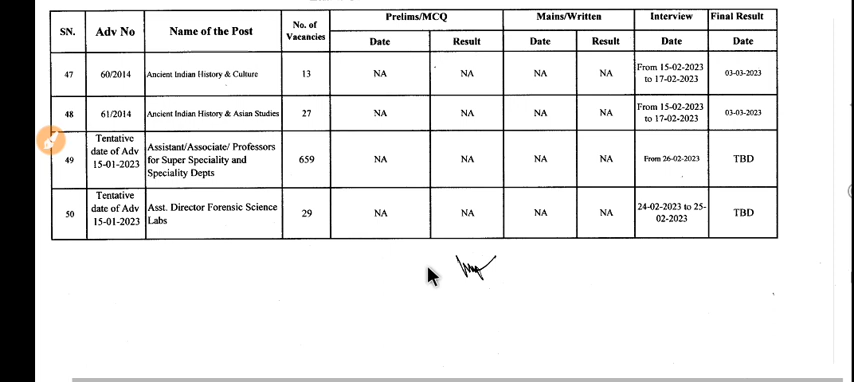 SN. Adv No Name of the Post No. of Vacancies Prelims/MCQ Mains/Written Interview Final Result
Date Result Date Result Date Date
47 60/2014 Ancient Indian History & Culture 13 NA NA NA NA From 15-02-2023 to 17-02-2023 03-03-2023
48 61/2014 Ancient Indian History & Asian Studies 27 NA NA NA NA From 15-02-2023 to 17-02-2023 03-03-2023
49 Tentative date of Adv 15-01-2023 Assistant/Associate/ Professors for Super Speciality and Speciality Depts 659 NA NA NA NA From 26-02-2023 TBD
50 Tentative date of Adv 15-01-2023 Asst. Director Forensic Science Labs 29 NA NA NA NA 24-02-2023 to 25-02-2023 TBD